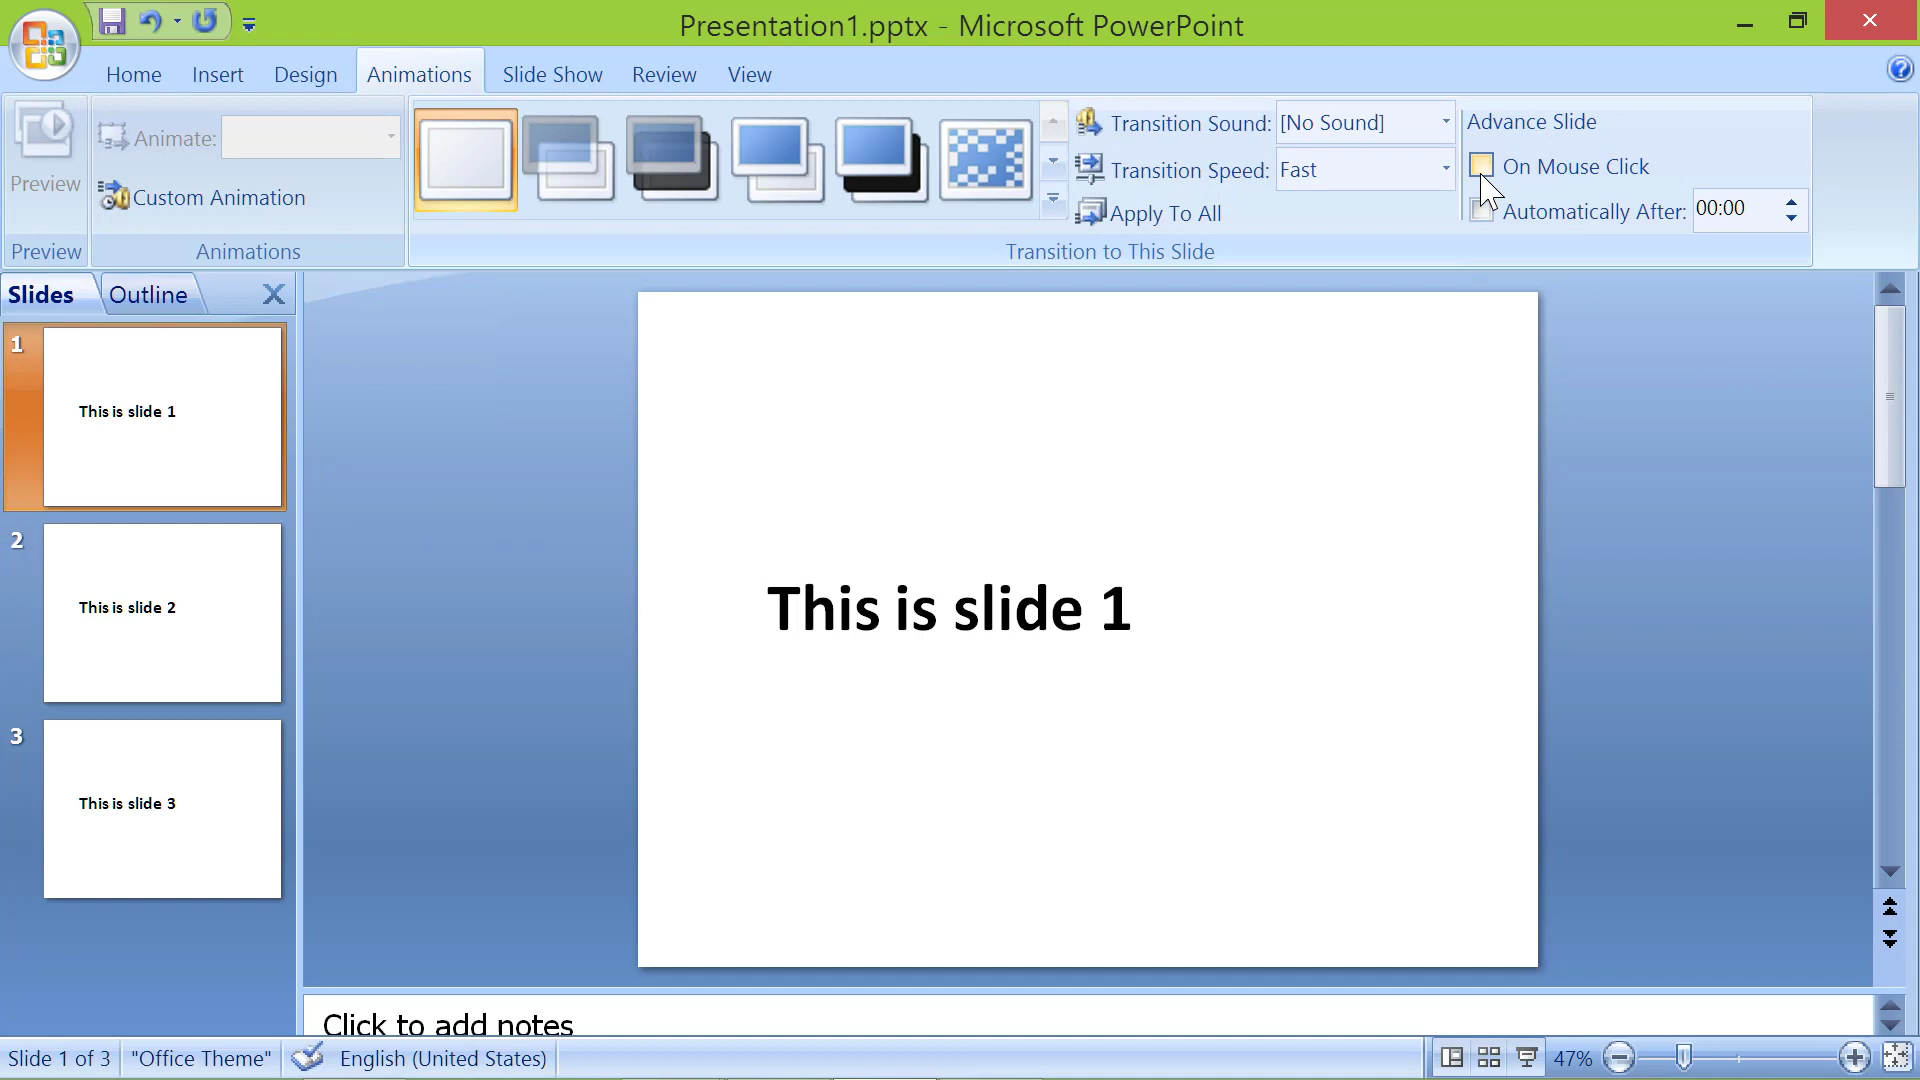 Presentation1.pptx - Microsoft PowerPoint
Home Insert Design Animations Slide Show Review View
Preview
Animate:
Custom Animation
Transition Sound: [No Sound]
Transition Speed: Fast
Apply To All
Advance Slide
On Mouse Click
Automatically After: 00:00
Preview Animations Transition to This Slide
Slides Outline
1
This is slide 1
2
This is slide 2
3
This is slide 3
This is slide 1
Click to add notes
Slide 1 of 3 "Office Theme" English (United States) 47%